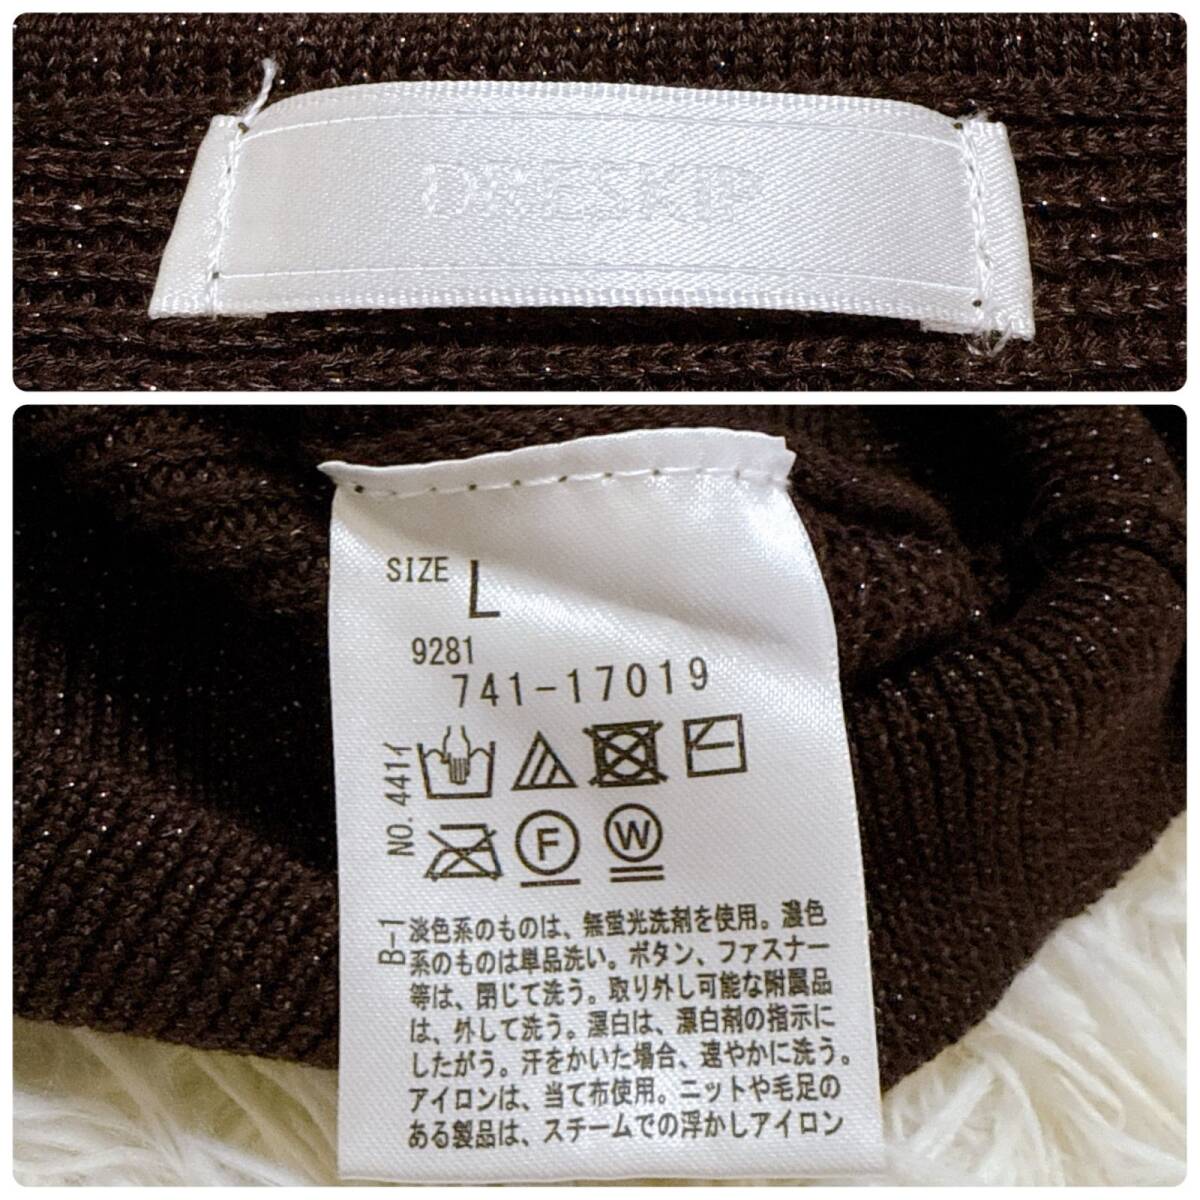 DRESKIP
SIZE L
9281
741-17019
NO. 441イ
F W
B-1
淡色系のものは、無蛍光洗剤を使用。濃色
系のものは単品洗い。ボタン、ファスナー
等は、閉じて洗う。取り外し可能な附属品
は、外して洗う。漂白は、漂白剤の指示に
したがう。汗をかいた場合、速やかに洗う。
アイロンは、当て布使用。ニットや毛足の
ある製品は、スチームでの浮かしアイロン